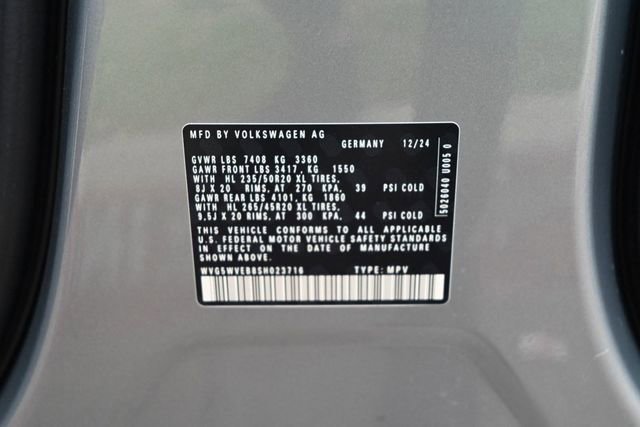 MFD BY VOLKSWAGEN AG
GERMANY 12/24
GVWR LBS 7408 KG 3360
GAWR FRONT LBS 3417, KG 1550
WITH HL 235/50R20 XL TIRES,
8J X 20 RIMS, AT 270 KPA, 39 PSI COLD
GAWR REAR LBS 4101, KG 1860
WITH HL 265/45R20 XL TIRES,
9.5J X 20 RIMS, AT 300 KPA, 44 PSI COLD
THIS VEHICLE CONFORMS TO ALL APPLICABLE
U.S. FEDERAL MOTOR VEHICLE SAFETY STANDARDS
IN EFFECT ON THE DATE OF MANUFACTURE
SHOWN ABOVE.
WVG5WVEB8SH023716 TYPE: MPV
5026040 U005 0